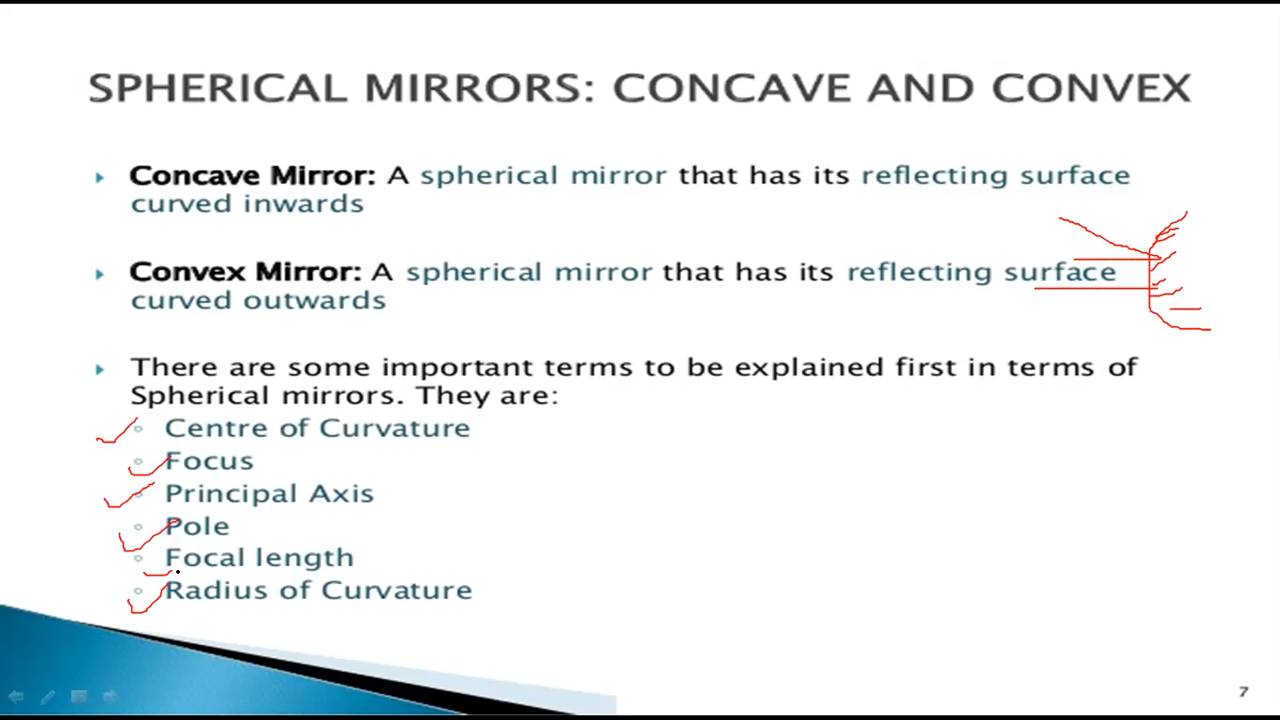 SPHERICAL MIRRORS: CONCAVE AND CONVEX
Concave Mirror: A spherical mirror that has its reflecting surface
curved inwards
Convex Mirror: A spherical mirror that has its reflecting surface
curved outwards
There are some important terms to be explained first in terms of
Spherical mirrors. They are:
Centre of Curvature
Focus
Principal Axis
Pole
Focal length
Radius of Curvature
7